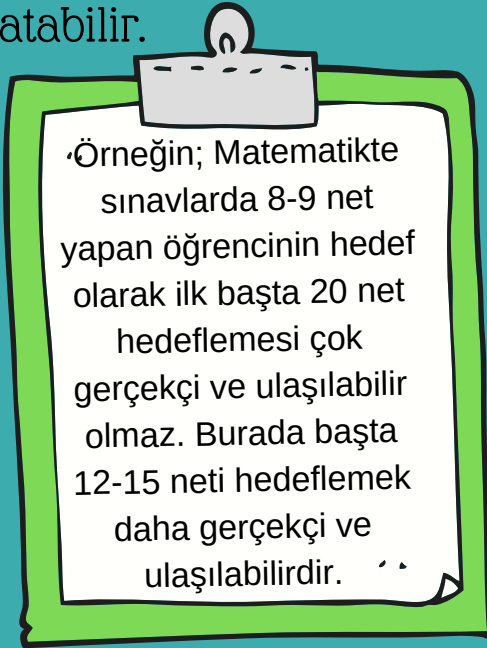 atabilir.
“Örneğin; Matematikte
sınavlarda 8-9 net
yapan öğrencinin hedef
olarak ilk başta 20 net
hedeflemesi çok
gerçekçi ve ulaşılabilir
olmaz. Burada başta
12-15 neti hedeflemek
daha gerçekçi ve
ulaşılabilirdir.